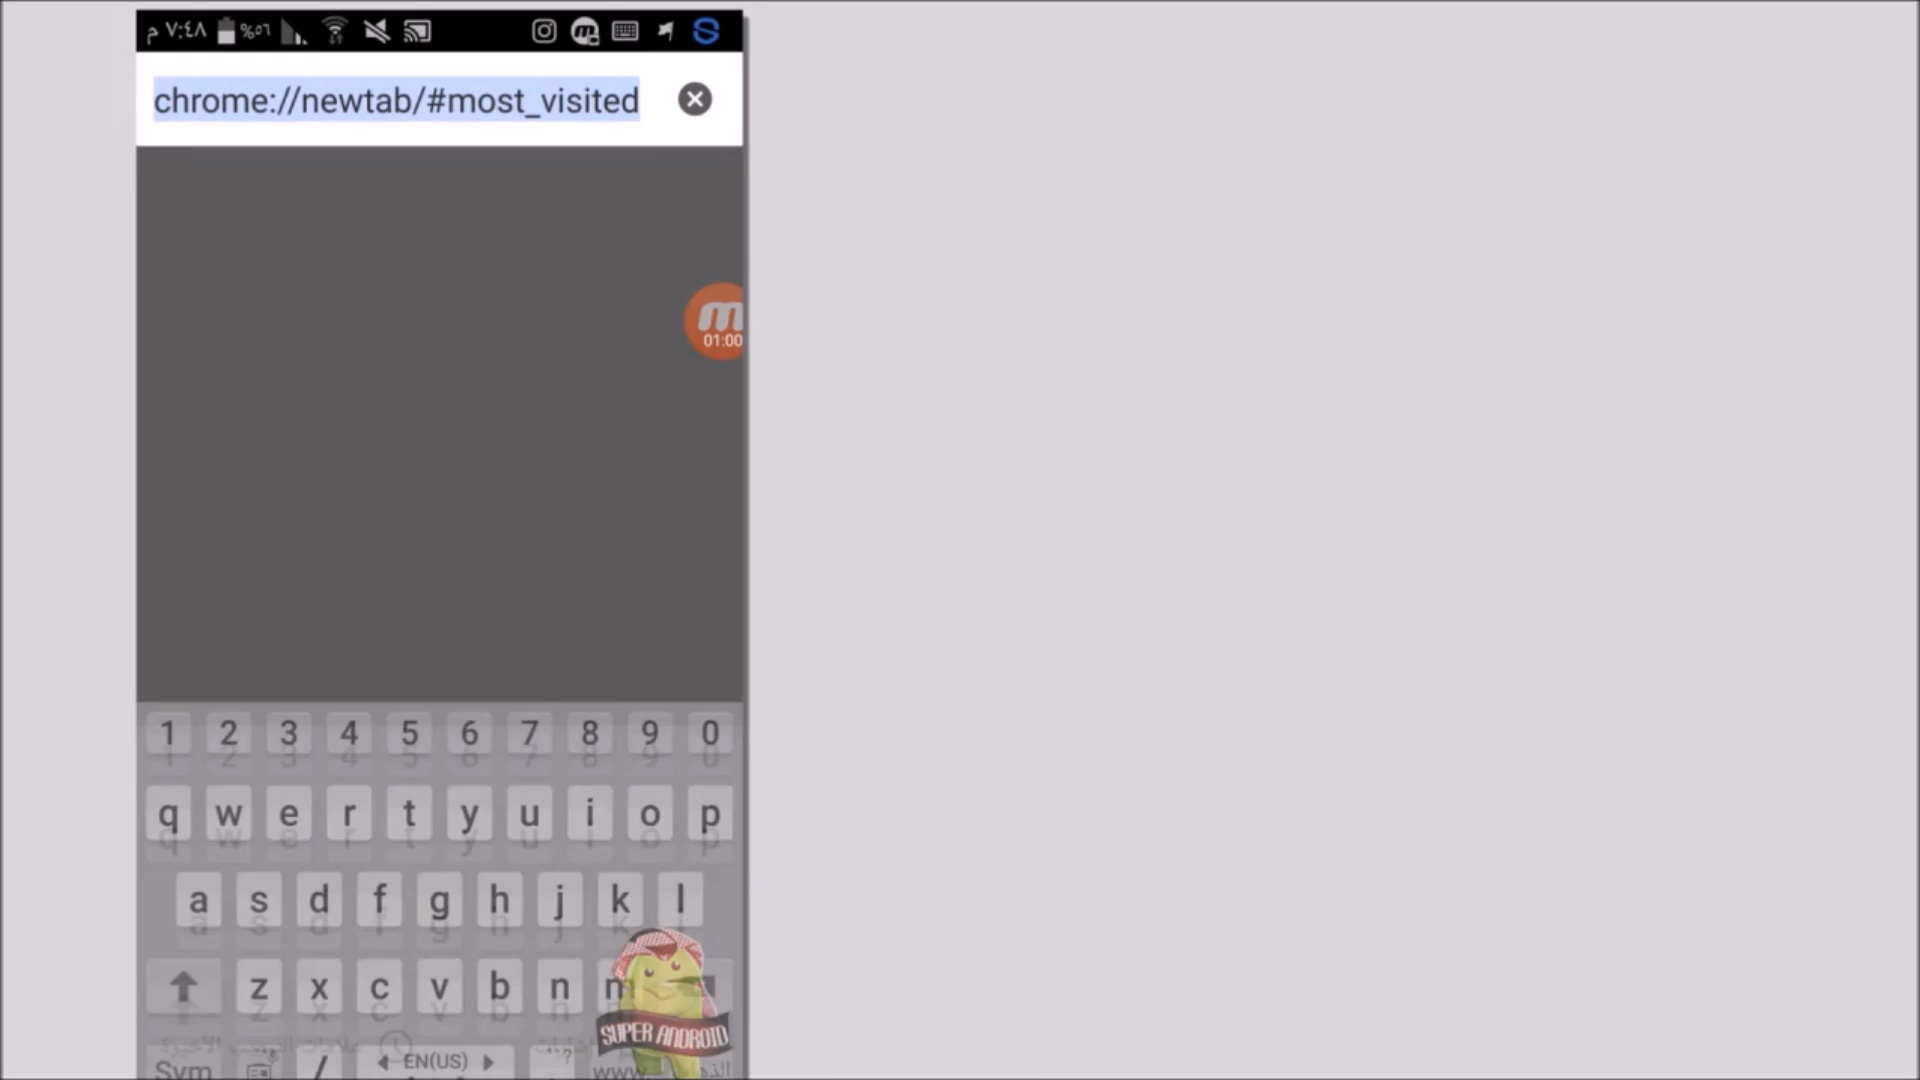 م ٧:٤٨ %٥٦
chrome://newtab/#most_visited
m
01:00
1 2 3 4 5 6 7 8 9 0
q w e r t y u i o p
a s d f g h j k l
z x c v b n m
SUPER ANDROID
Sym / EN(US) ? www.